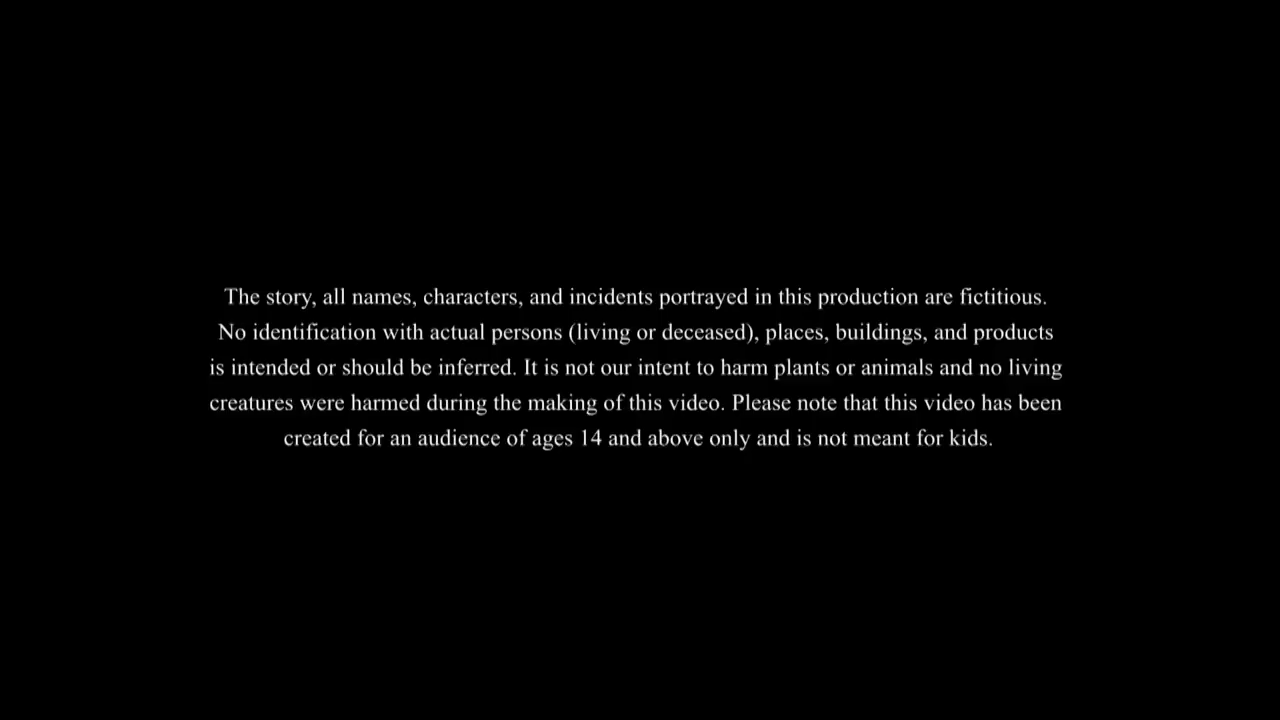 The story, all names, characters, and incidents portrayed in this production are fictitious.
No identification with actual persons (living or deceased), places, buildings, and products
is intended or should be inferred. It is not our intent to harm plants or animals and no living
creatures were harmed during the making of this video. Please note that this video has been
created for an audience of ages 14 and above only and is not meant for kids.